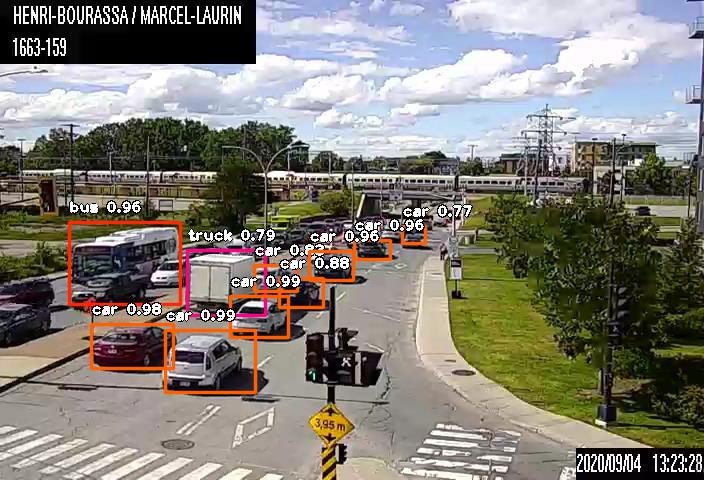 HENRI-BOURASSA / MARCEL-LAURIN
1663-159
car 0.77
bus 0.96
car 0.96
car 0.96
truck 0.79
car 0.88
car 0.99
car 0.98
car 0.99
3,95 m
2020/09/04 13:23:28